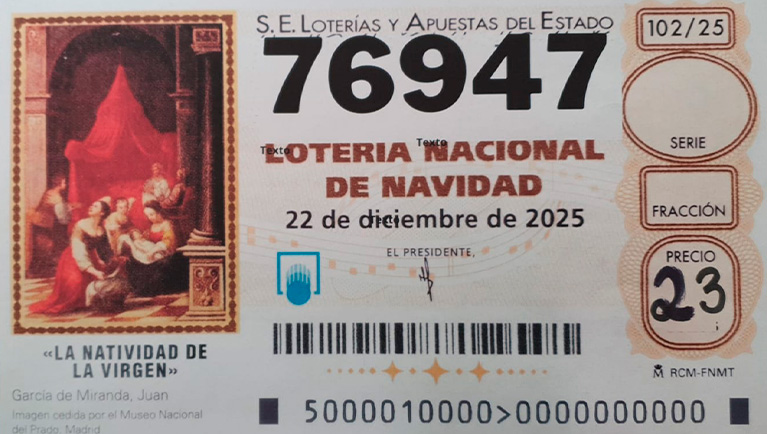 S.E. LOTERÍAS Y APUESTAS DEL ESTADO
102/25
76947
SERIE
Texto
Texto
LOTERIA NACIONAL
DE NAVIDAD
Texto
22 de diciembre de 2025
FRACCIÓN
EL PRESIDENTE,
PRECIO
23
«LA NATIVIDAD DE
LA VIRGEN»
RCM-FNMT
García de Miranda, Juan
Imagen cedida por el Museo Nacional
del Prado. Madrid
5000010000>0000000000